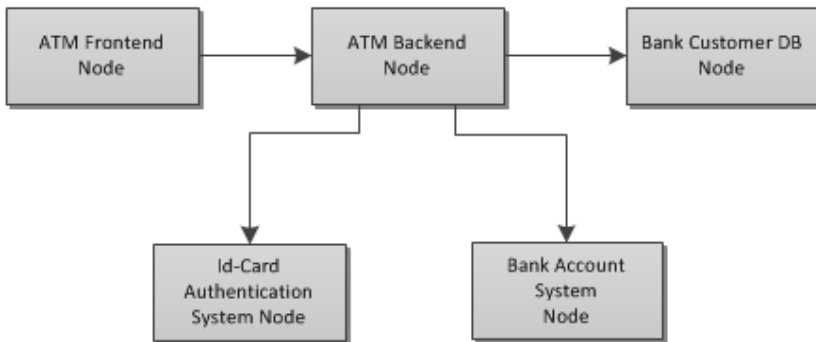 ATM Frontend
Node
ATM Backend
Node
Bank Customer DB
Node
Id-Card
Authentication
System Node
Bank Account
System
Node